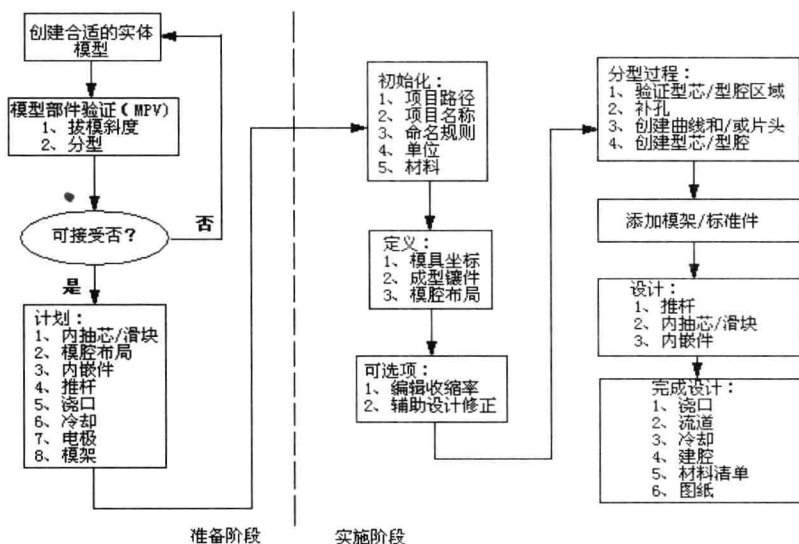 创建合适的实体
模型
模型部件验证（MPV）
1、拔模斜度
2、分型
可接受否？
否
是
计划：
1、内抽芯/滑块
2、模腔布局
3、内嵌件
4、推杆
5、浇口
6、冷却
7、电极
8、模架
准备阶段
初始化：
1、项目路径
2、项目名称
3、命名规则
4、单位
5、材料
定义：
1、模具坐标
2、成型镶件
3、模腔布局
可选项：
1、编辑收缩率
2、辅助设计修正
实施阶段
分型过程：
1、验证型芯/型腔区域
2、补孔
3、创建曲线和/或片头
4、创建型芯/型腔
添加模架/标准件
设计：
1、推杆
2、内抽芯/滑块
3、内嵌件
完成设计：
1、浇口
2、流道
3、冷却
4、建腔
5、材料清单
6、图纸